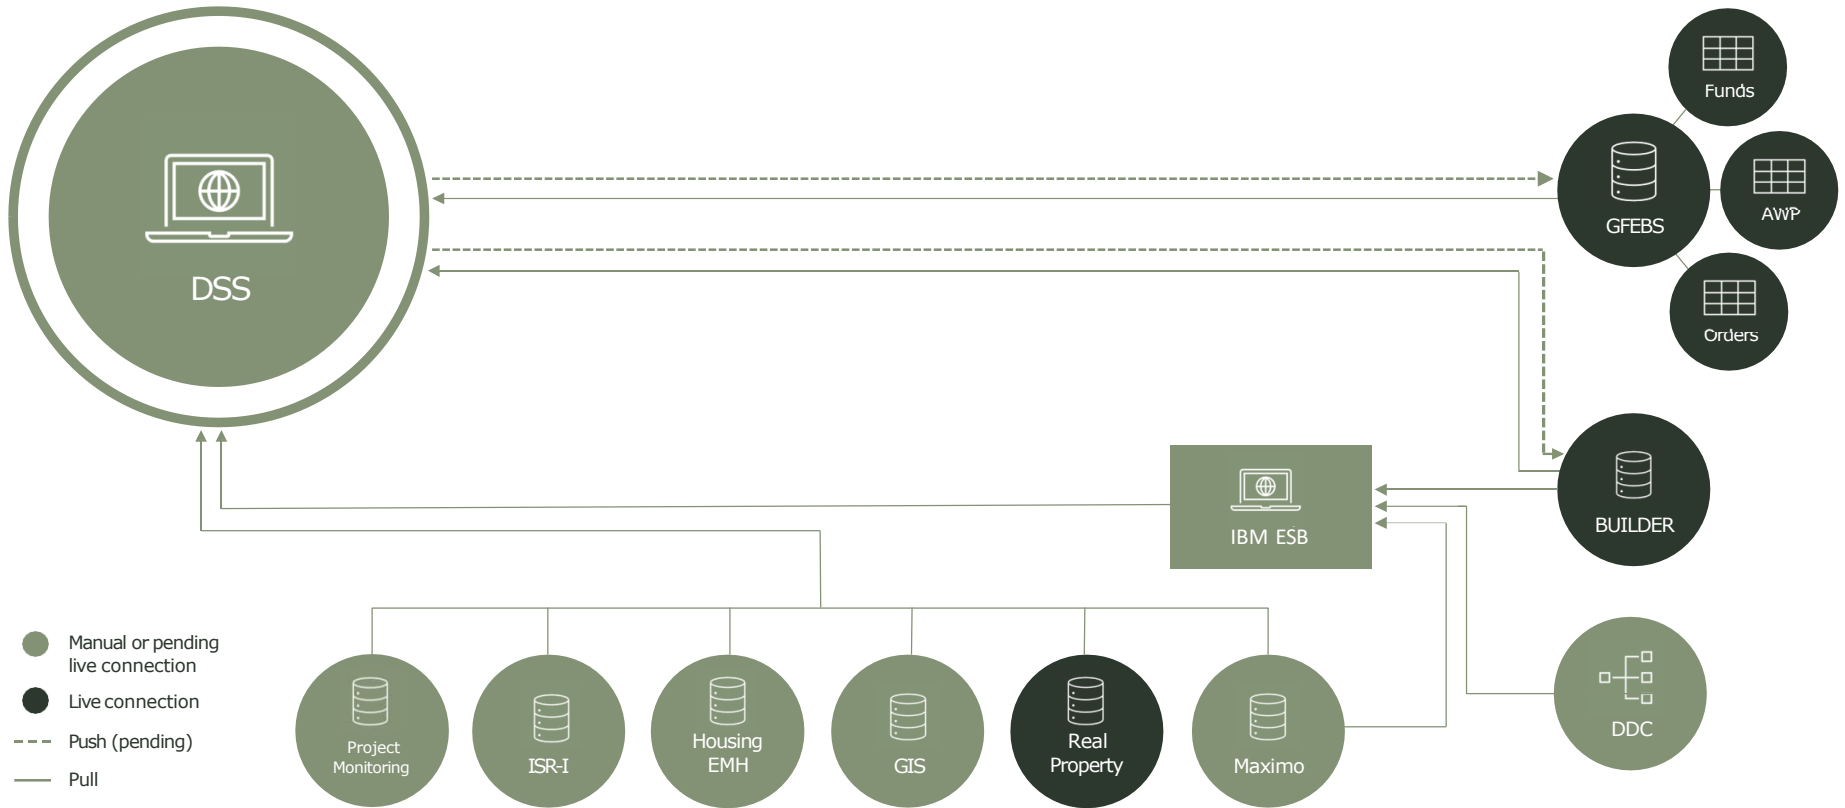 Funds
AWP
GFEBS
Orders
DSS
BUILDER
IBM ESB
Manual or pending
live connection
Live connection
Push (pending)
Pull
Project
Monitoring
ISR-I
Housing
EMH
GIS
Real
Property
Maximo
DDC